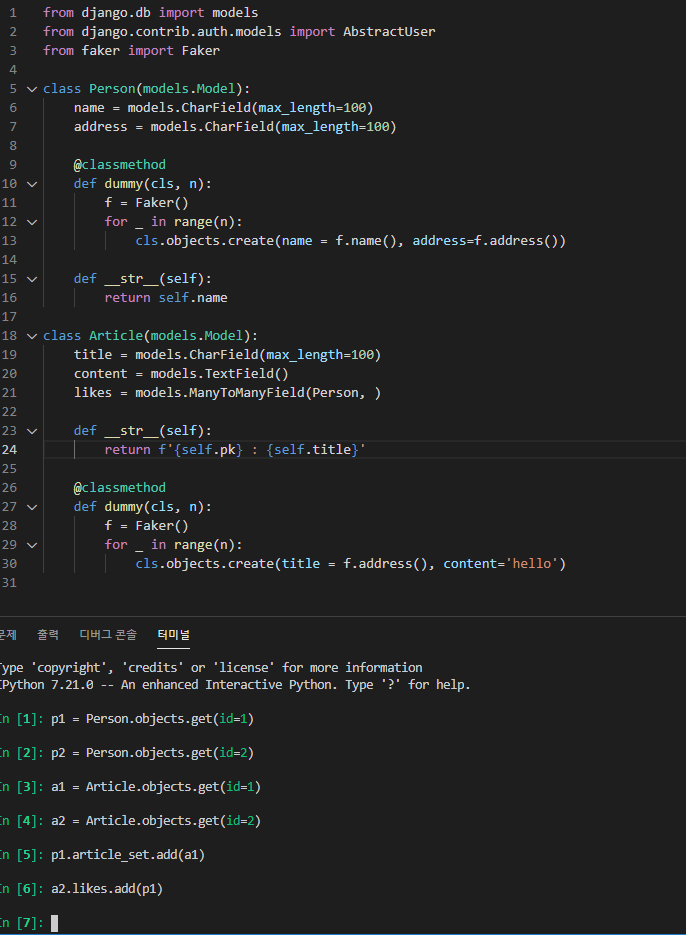 1 from django.db import models
2 from django.contrib.auth.models import AbstractUser
3 from faker import Faker
4
5 class Person(models.Model):
6 name = models.CharField(max_length=100)
7 address = models.CharField(max_length=100)
8
9 @classmethod
10 def dummy(cls, n):
11 f = Faker()
12 for _ in range(n):
13 cls.objects.create(name = f.name(), address=f.address())
14
15 def __str__(self):
16 return self.name
17
18 class Article(models.Model):
19 title = models.CharField(max_length=100)
20 content = models.TextField()
21 likes = models.ManyToManyField(Person, )
22
23 def __str__(self):
24 return f'{self.pk} : {self.title}'
25
26 @classmethod
27 def dummy(cls, n):
28 f = Faker()
29 for _ in range(n):
30 cls.objects.create(title = f.address(), content='hello')
31
문제 출력 디버그 콘솔 터미널
Type 'copyright', 'credits' or 'license' for more information
IPython 7.21.0 -- An enhanced Interactive Python. Type '?' for help.
In [1]: p1 = Person.objects.get(id=1)
In [2]: p2 = Person.objects.get(id=2)
In [3]: a1 = Article.objects.get(id=1)
In [4]: a2 = Article.objects.get(id=2)
In [5]: p1.article_set.add(a1)
In [6]: a2.likes.add(p1)
In [7]: